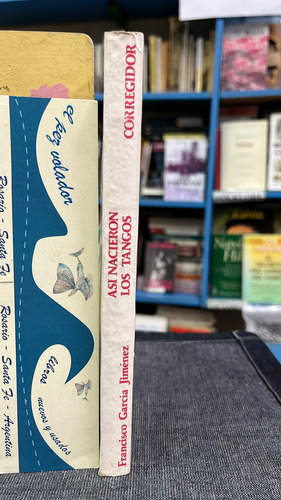 el pez volador
libros
nuevos y usados
Rosario - Santa Fe
Rosario - Santa Fe - Argentina
CORREGIDOR
ASI NACIERON
LOS TANGOS
Francisco García Jiménez